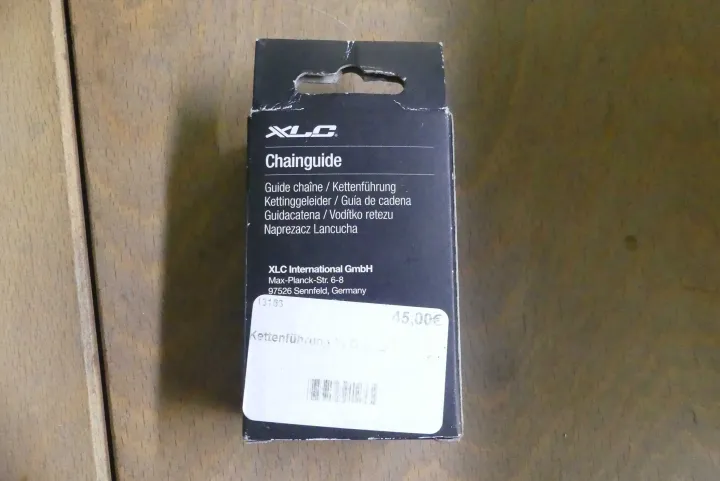 XLC
Chainguide
Guide chaîne / Kettenführung
Kettinggeleider / Guía de cadena
Guidacatena / Vodítko retezu
Naprezacz Lancucha
XLC International GmbH
Max-Planck-Str. 6-8
97526 Sennfeld, Germany
45,00€